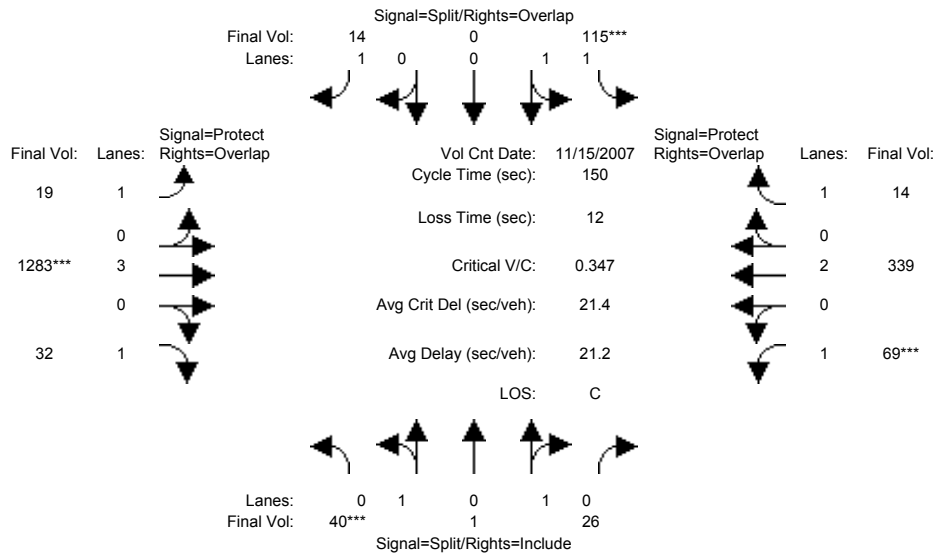 Signal=Split/Rights=Overlap
Final Vol: 14 0 115***
Lanes: 1 0 0 1 1
Signal=Protect Signal=Protect
Final Vol: Lanes: Rights=Overlap Vol Cnt Date: 11/15/2007 Rights=Overlap Lanes: Final Vol:
Cycle Time (sec): 150
19 1 1 14
Loss Time (sec): 12
0 0
1283*** 3 Critical V/C: 0.347 2 339
0 Avg Crit Del (sec/veh): 21.4 0
32 1 Avg Delay (sec/veh): 21.2 1 69***
LOS: C
Lanes: 0 1 0 1 0
Final Vol: 40*** 1 26
Signal=Split/Rights=Include